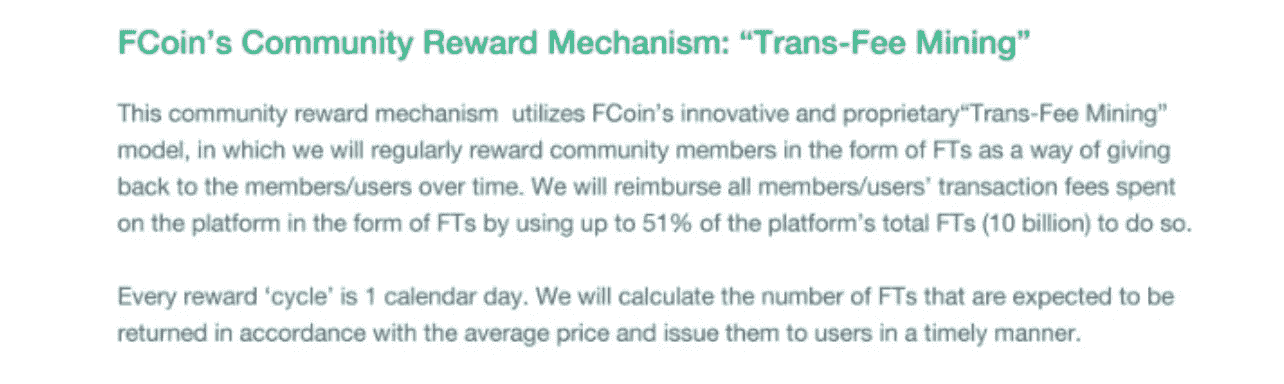 FCoin’s Community Reward Mechanism: “Trans-Fee Mining”
This community reward mechanism  utilizes FCoin’s innovative and proprietary“Trans-Fee Mining”
model, in which we will regularly reward community members in the form of FTs as a way of giving
back to the members/users over time. We will reimburse all members/users’ transaction fees spent
on the platform in the form of FTs by using up to 51% of the platform’s total FTs (10 billion) to do so.
Every reward ‘cycle’ is 1 calendar day. We will calculate the number of FTs that are expected to be
returned in accordance with the average price and issue them to users in a timely manner.